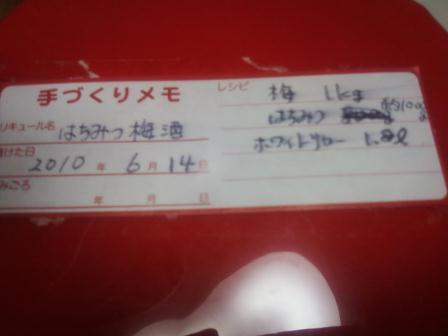 手づくりメモ
リキュール名 はちみつ梅酒
漬けた日
2010年 6月 14日
みごろ
年 月 日
レシピ
梅 1kg
はちみつ 約100g
ホワイトリカー 1.8l